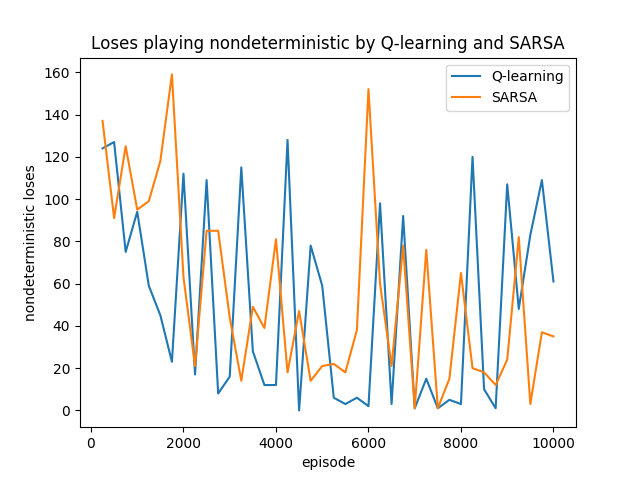 Loses playing nondeterministic by Q-learning and SARSA
Q-learning
SARSA
nondeterministic loses
160
140
120
100
80
60
40
20
0
0 2000 4000 6000 8000 10000
episode